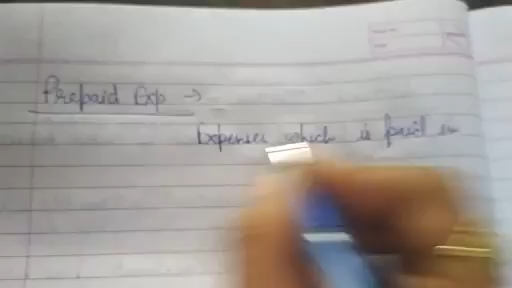 Prepaid Exp →
Expenses which is paid in